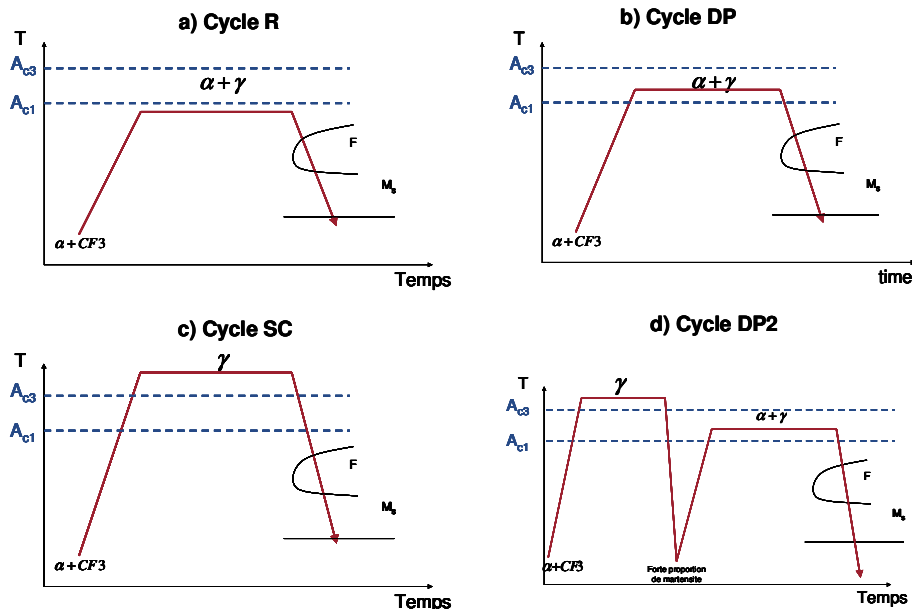 a) Cycle R
T
Ac3
α+γ
Ac1
F
Ms
α+CF3
Temps
b) Cycle DP
T
Ac3
α+γ
Ac1
F
Ms
α+CF3
time
c) Cycle SC
T
γ
Ac3
Ac1
F
Ms
α+CF3
Temps
d) Cycle DP2
T
γ
Ac3
α+γ
Ac1
F
Ms
α+CF3
Forte proportion
de martensite
Temps